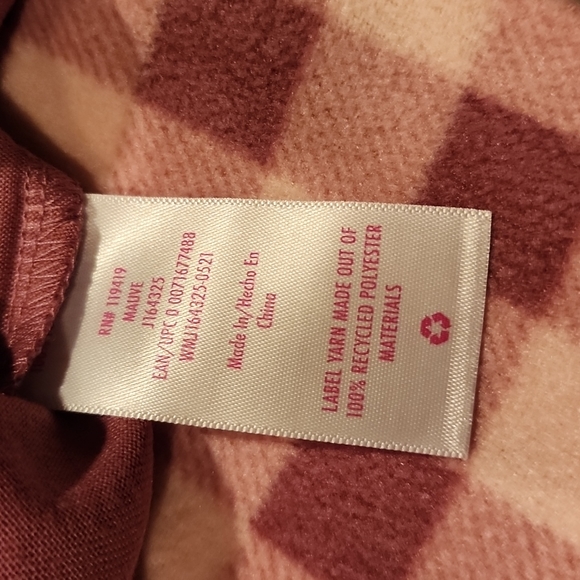 RN# 119419
MAUVE
J164325
EAN/UPC 0 0071677488
WMJ164325-0521
Made In/Hecho En
China
LABEL YARN MADE OUT OF
100% RECYCLED POLYESTER
MATERIALS